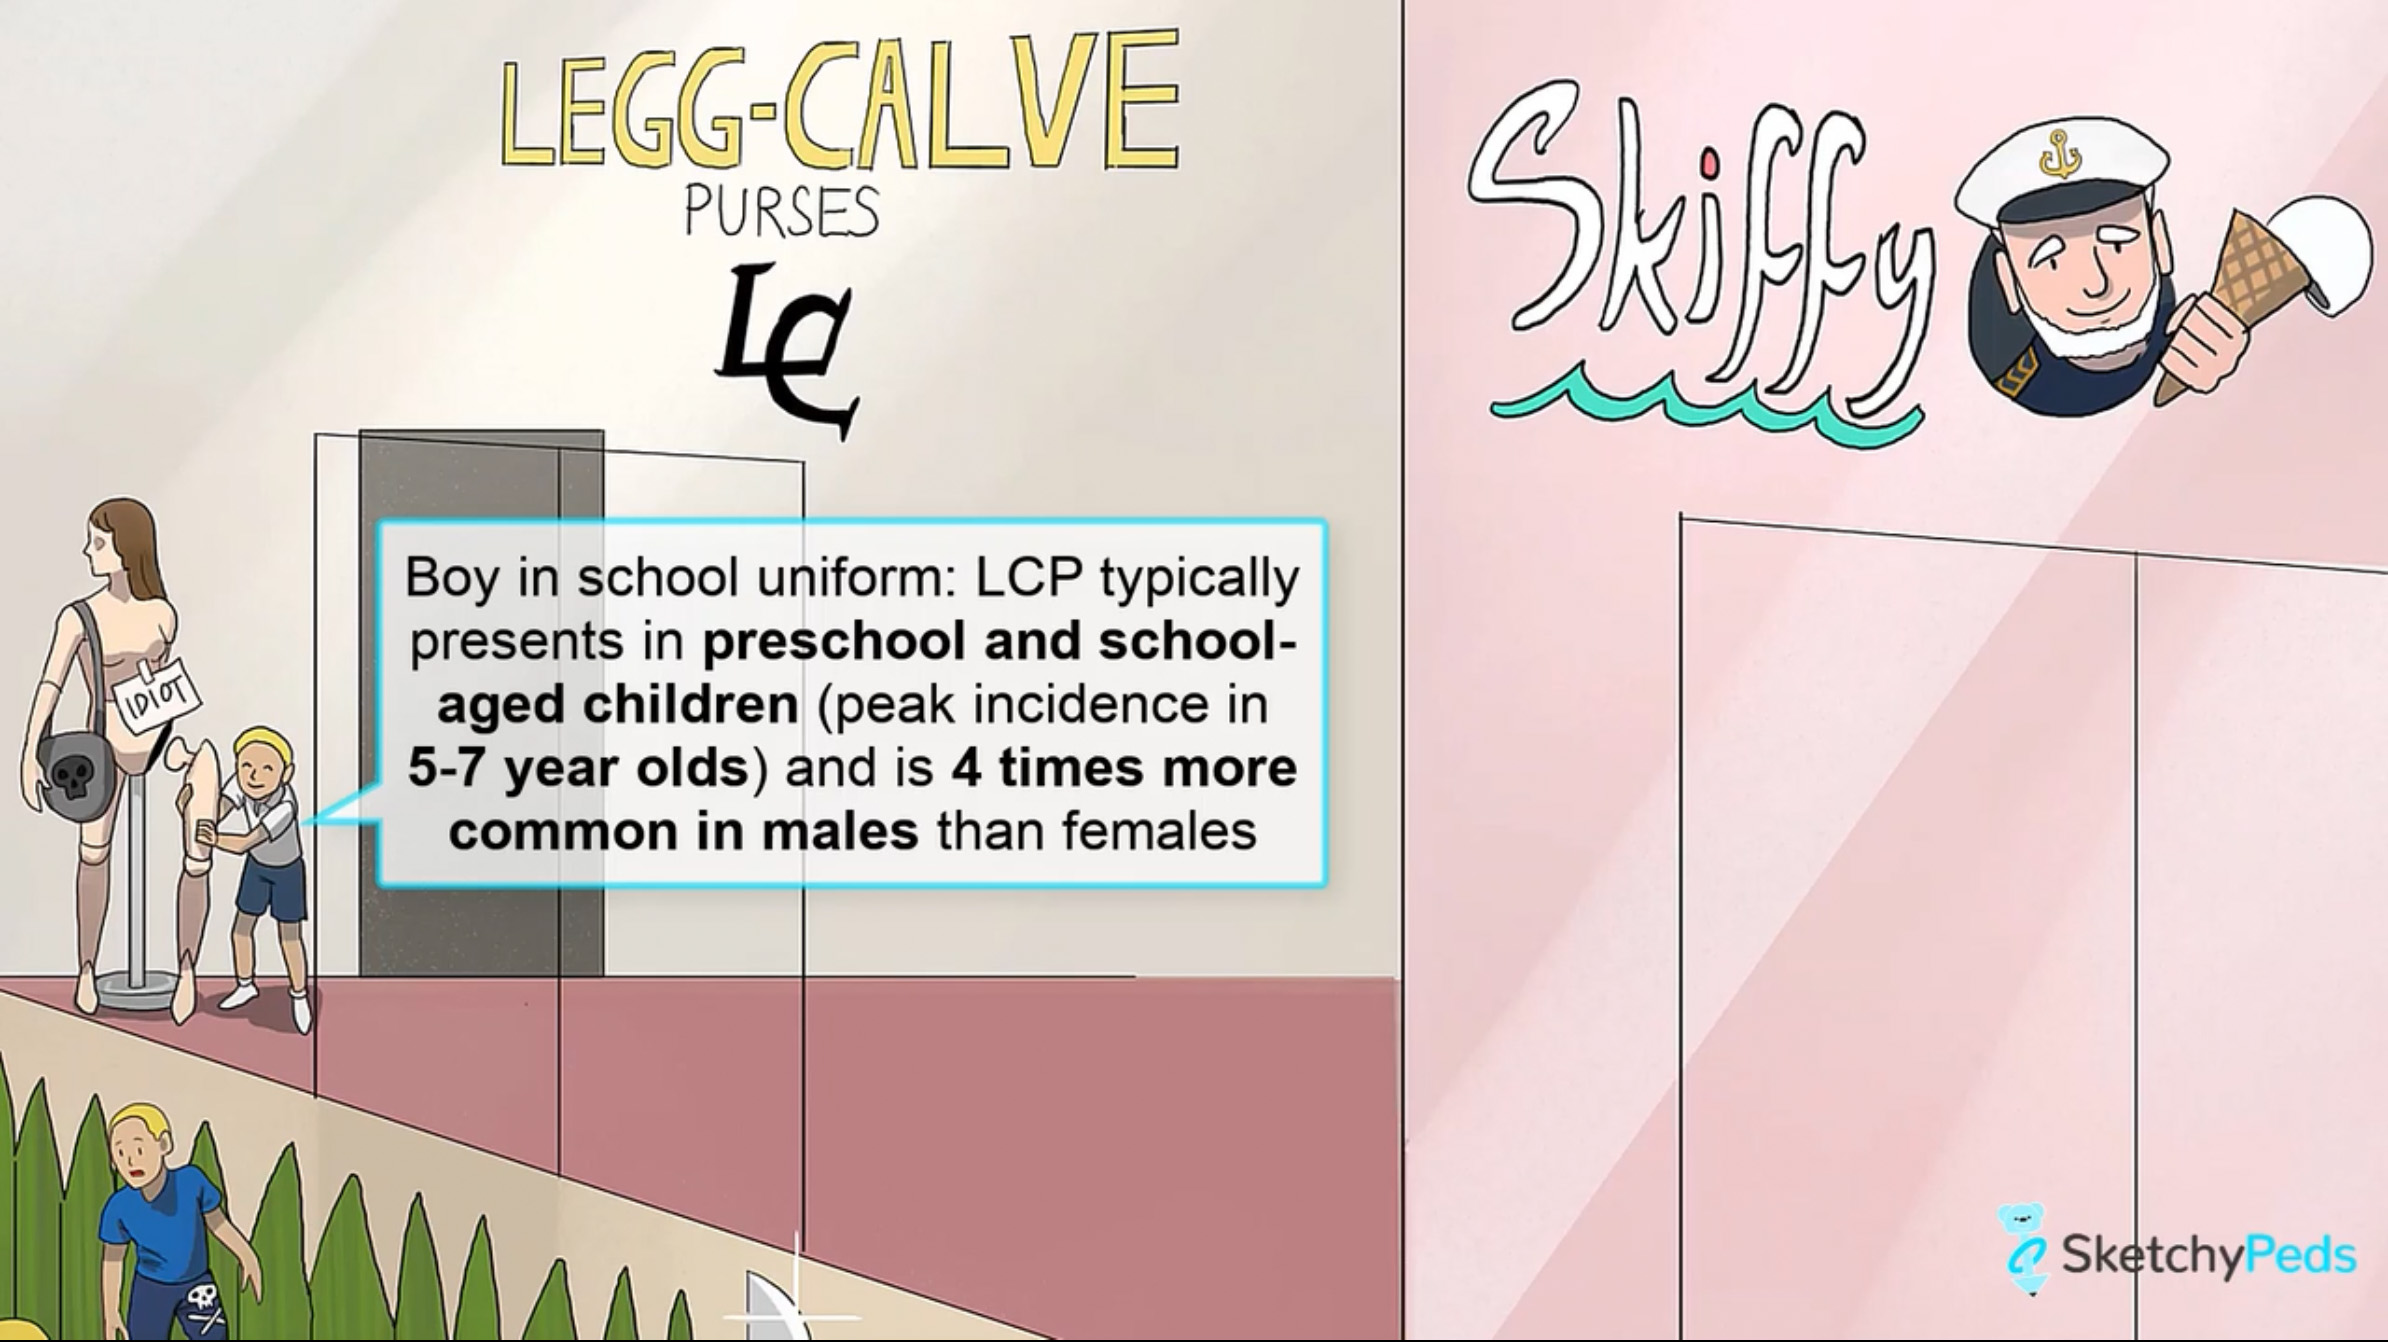 LEGG-CALVE
PURSES
LC
Skiffy
IDIOT
Boy in school uniform: LCP typically
presents in preschool and school-
aged children (peak incidence in
5-7 year olds) and is 4 times more
common in males than females
SketchyPeds